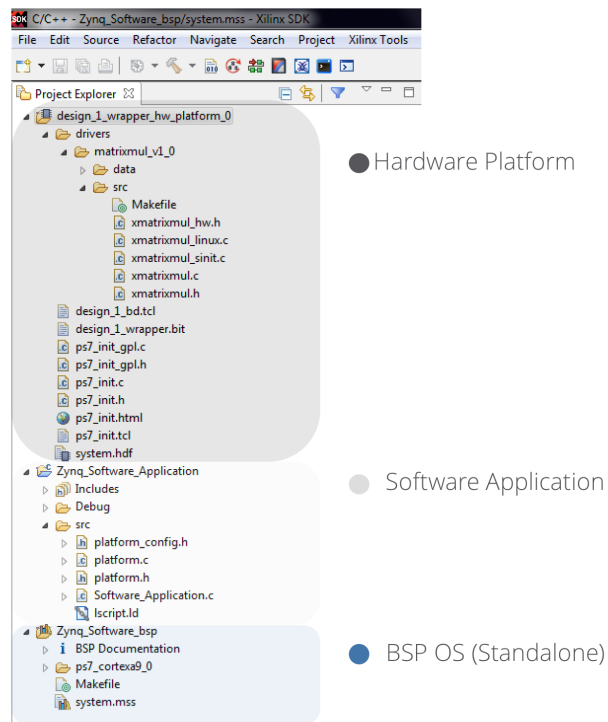 SDK C/C++ - Zynq_Software_bsp/system.mss - Xilinx SDK
File Edit Source Refactor Navigate Search Project Xilinx Tools
Project Explorer
design_1_wrapper_hw_platform_0
drivers
matrixmul_v1_0
Hardware Platform
data
src
Makefile
xmatrixmul_hw.h
xmatrixmul_linux.c
xmatrixmul_sinit.c
xmatrixmul.c
xmatrixmul.h
design_1_bd.tcl
design_1_wrapper.bit
ps7_init_gpl.c
ps7_init_gpl.h
ps7_init.c
ps7_init.h
ps7_init.html
ps7_init.tcl
system.hdf
Zynq_Software_Application
Software Application
Includes
Debug
src
platform_config.h
platform.c
platform.h
Software_Application.c
lscript.ld
Zynq_Software_bsp
BSP Documentation
BSP OS (Standalone)
ps7_cortexa9_0
Makefile
system.mss